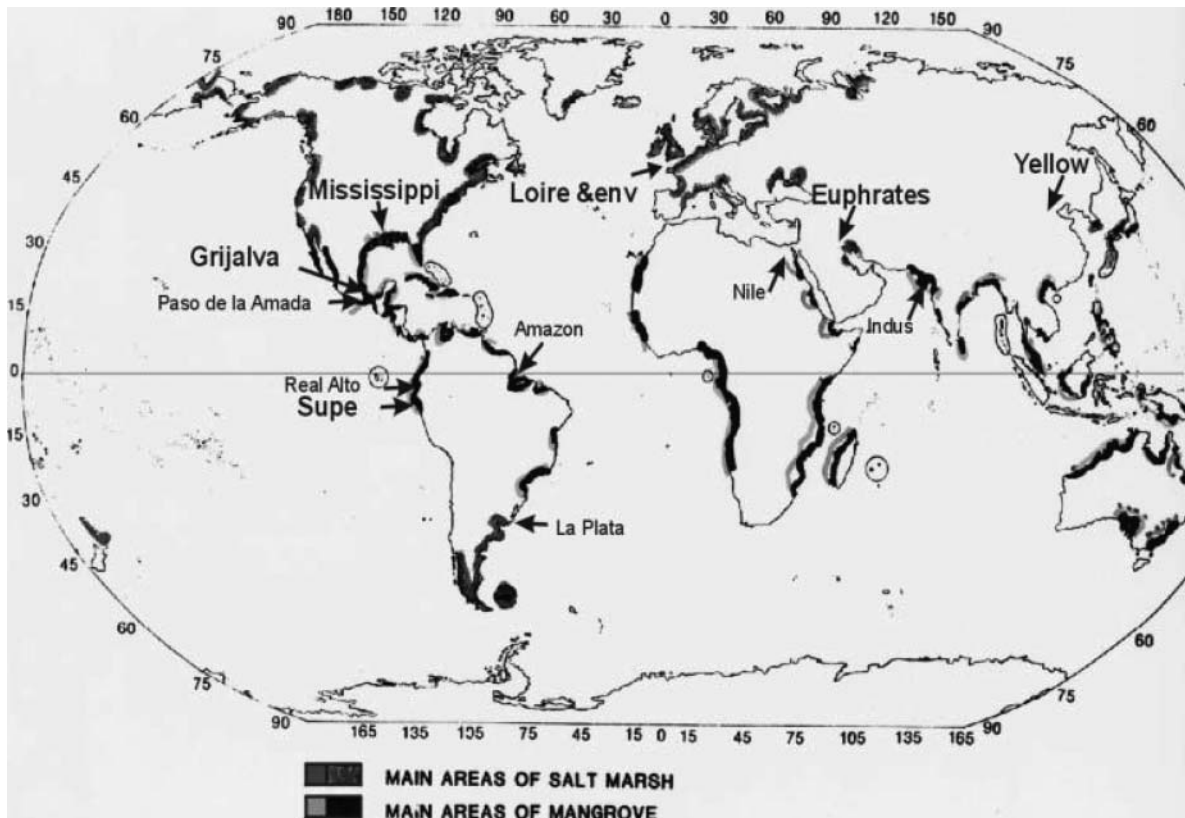 180 150 120 90 60 30 0 30 60 90 120 150
90 90
75 75
60 60
45
30
15
0
15
30
45
60 60
75 75
90 90
165 135 105 75 45 15 0 15 45 75 105 135 165
Mississippi
Loire &env
Euphrates
Yellow
Grijalva
Paso de la Amada
Nile
Indus
Amazon
Real Alto
Supe
La Plata
MAIN AREAS OF SALT MARSH
MAIN AREAS OF MANGROVE